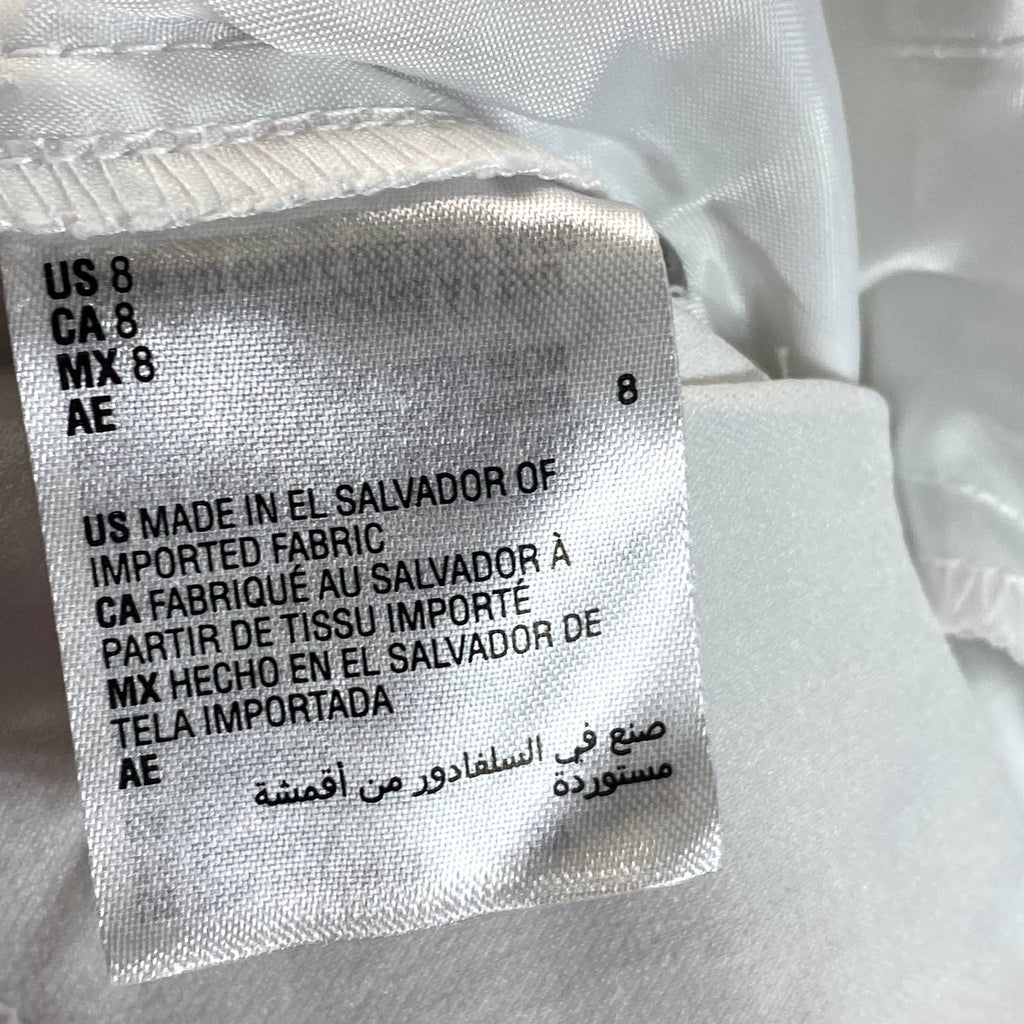 US 8
CA 8
MX 8
AE 8
US MADE IN EL SALVADOR OF
IMPORTED FABRIC
CA FABRIQUÉ AU SALVADOR À
PARTIR DE TISSU IMPORTÉ
MX HECHO EN EL SALVADOR DE
TELA IMPORTADA
AE صنع في السلفادور من أقمشة
مستوردة